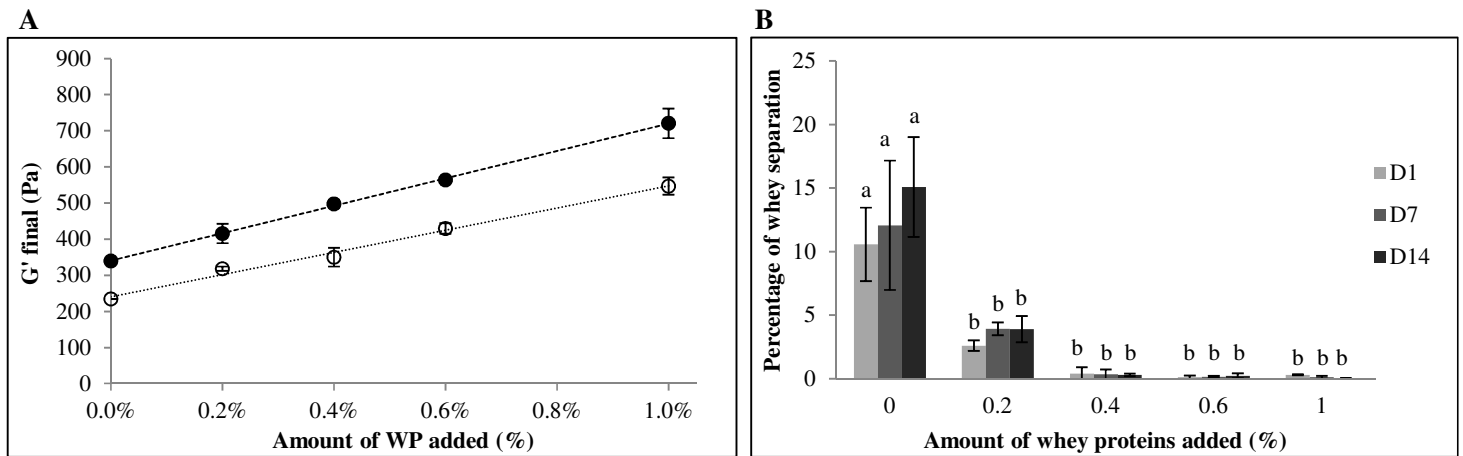 A
900
800
700
600
500
400
300
200
100
0
G' final (Pa)
0.0% 0.2% 0.4% 0.6% 0.8% 1.0%
Amount of WP added (%)
B
25
20
15
10
5
0
Percentage of whey separation
a a a
b b b
b b b
b b b
b b b
0 0.2 0.4 0.6 1
Amount of whey proteins added (%)
D1
D7
D14